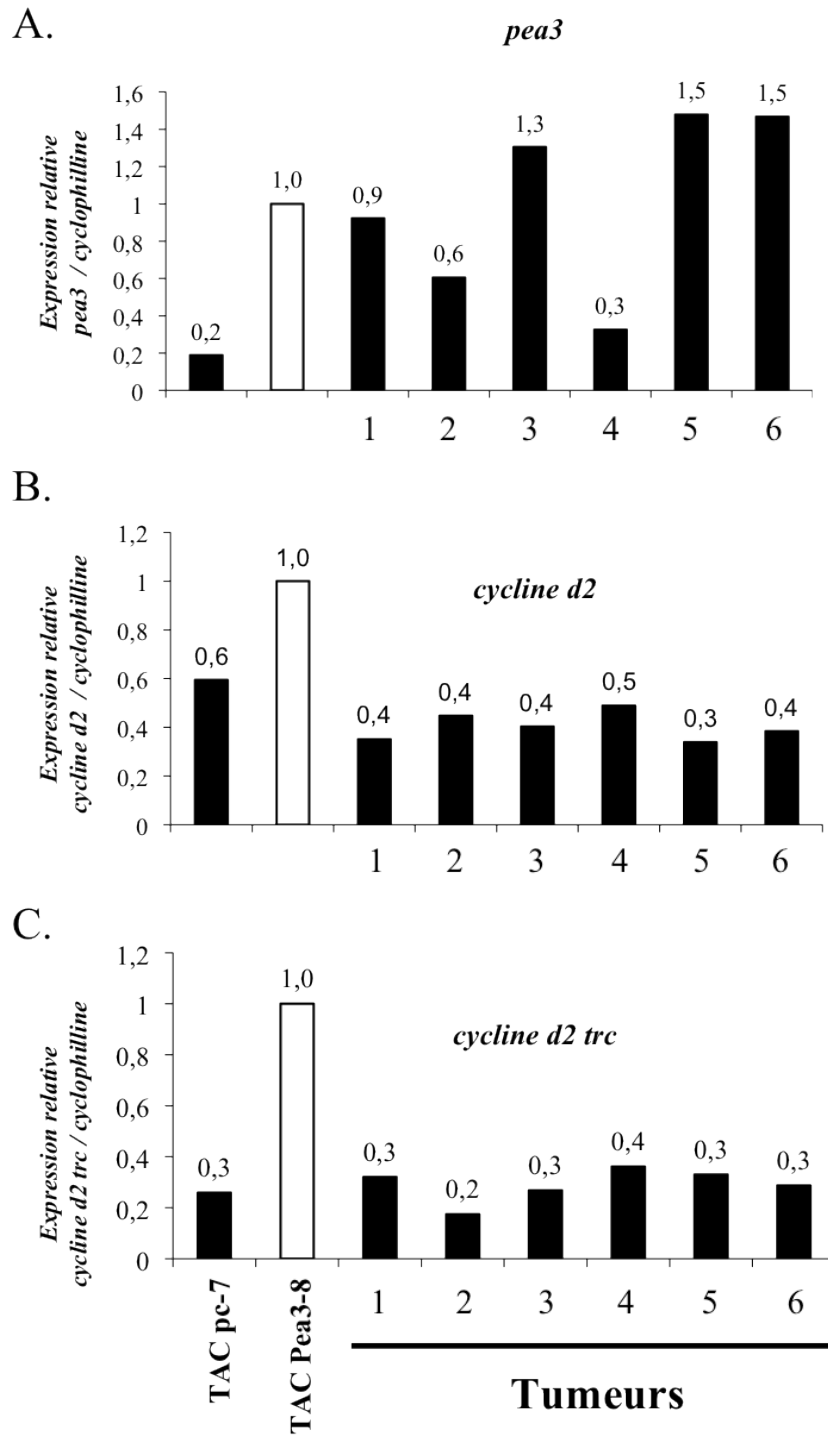 A.
pea3
Expression relative
pea3 / cyclophilline
1,6
1,4
1,2
1
0,8
0,6
0,4
0,2
0
0,2
1,0
0,9
0,6
1,3
0,3
1,5
1,5
1 2 3 4 5 6
B.
cycline d2
Expression relative
cycline d2 / cyclophilline
1,2
1
0,8
0,6
0,4
0,2
0
0,6
1,0
0,4
0,4
0,4
0,5
0,3
0,4
1 2 3 4 5 6
C.
cycline d2 trc
Expression relative
cycline d2 trc / cyclophilline
1,2
1
0,8
0,6
0,4
0,2
0
0,3
1,0
0,3
0,2
0,3
0,4
0,3
0,3
TAC pc-7
TAC Pea3-8
1 2 3 4 5 6
Tumeurs